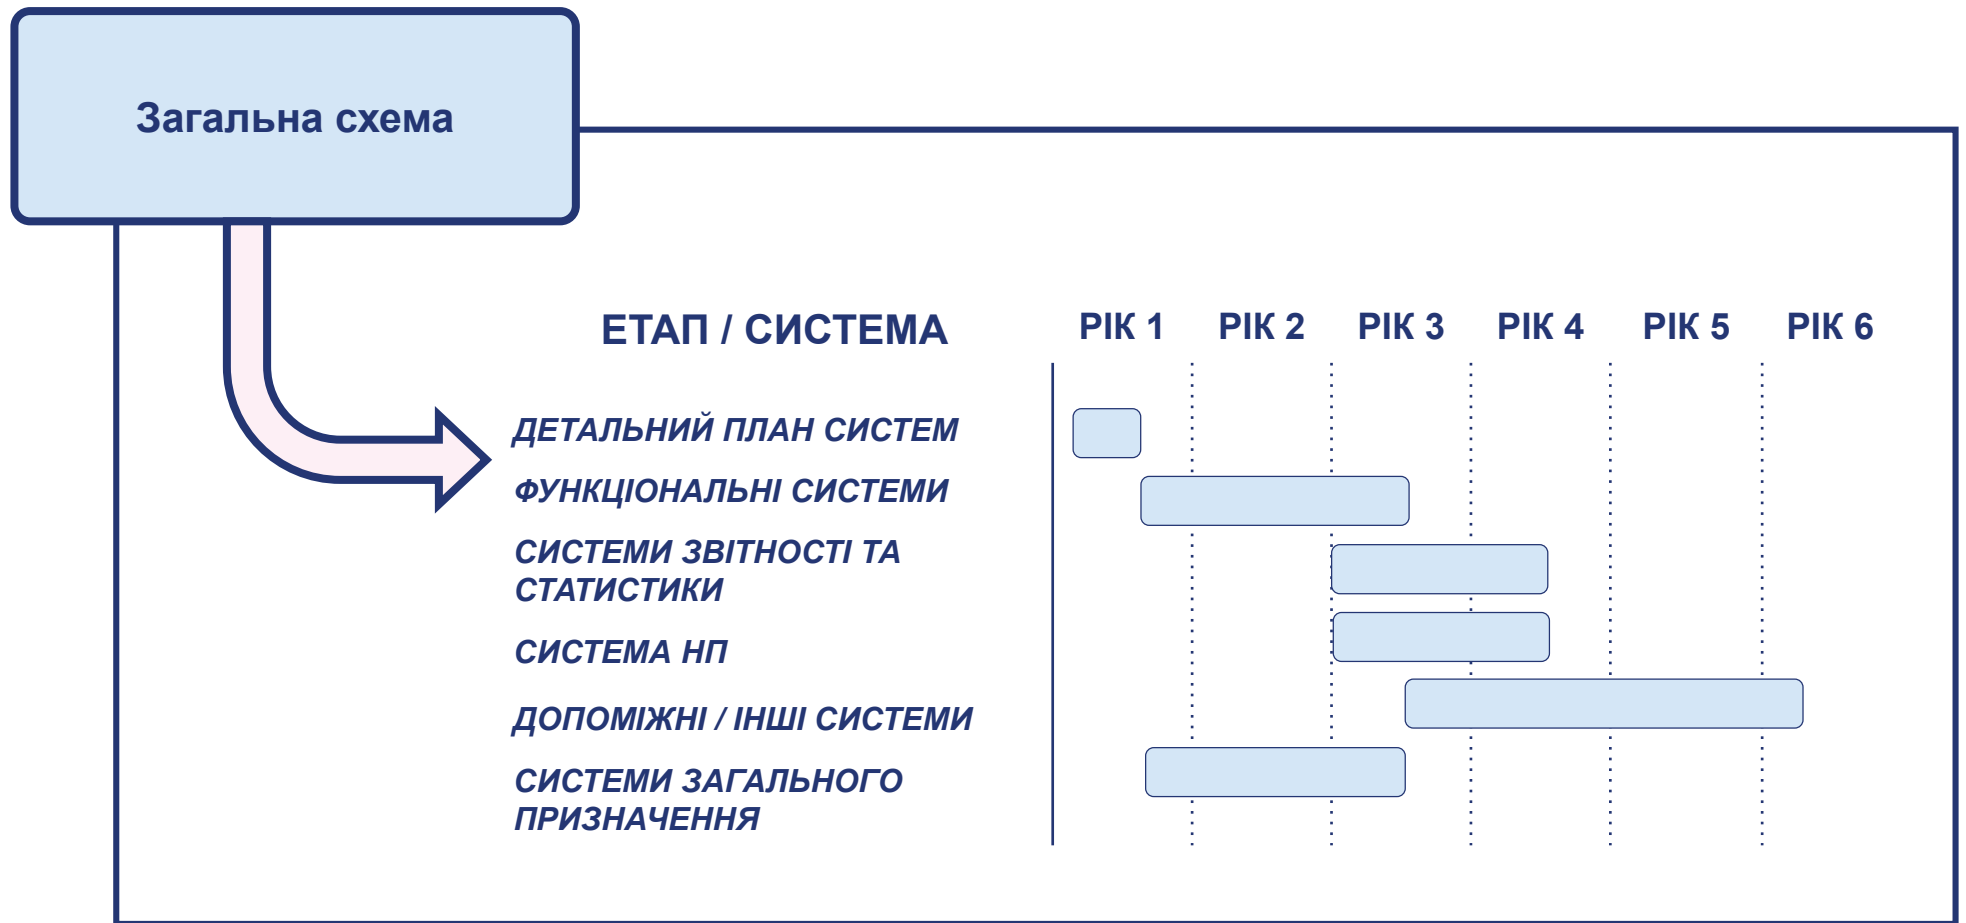 Загальна схема
ЕТАП / СИСТЕМА
РІК 1
РІК 2
РІК 3
РІК 4
РІК 5
РІК 6
ДЕТАЛЬНИЙ ПЛАН СИСТЕМ
ФУНКЦІОНАЛЬНІ СИСТЕМИ
СИСТЕМИ ЗВІТНОСТІ ТА
СТАТИСТИКИ
СИСТЕМА НП
ДОПОМІЖНІ / ІНШІ СИСТЕМИ
СИСТЕМИ ЗАГАЛЬНОГО
ПРИЗНАЧЕННЯ